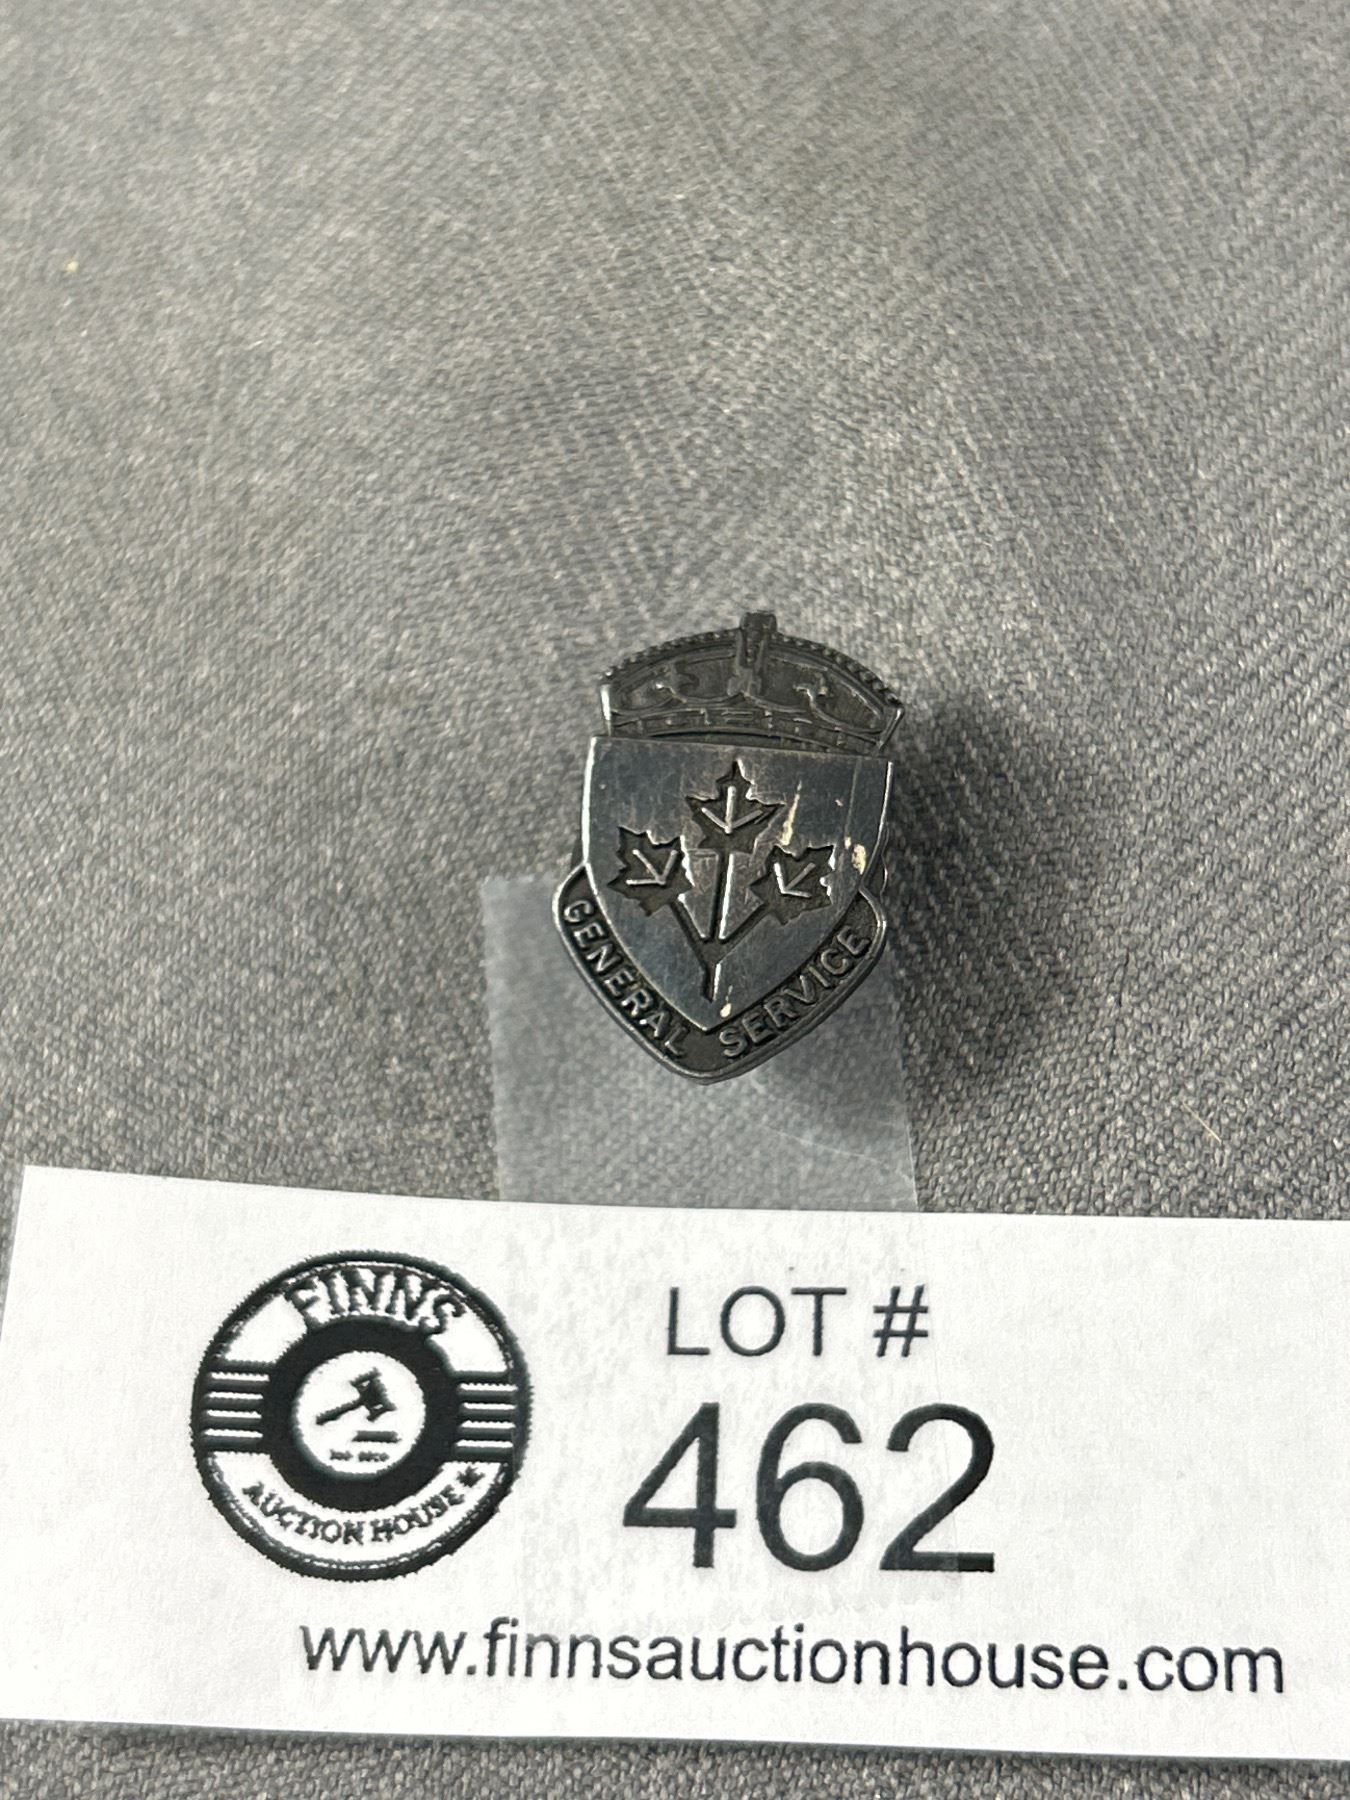 GENERAL SERVICE
FINNS
AUCTION HOUSE
LOT #
462
www.finnsauctionhouse.com